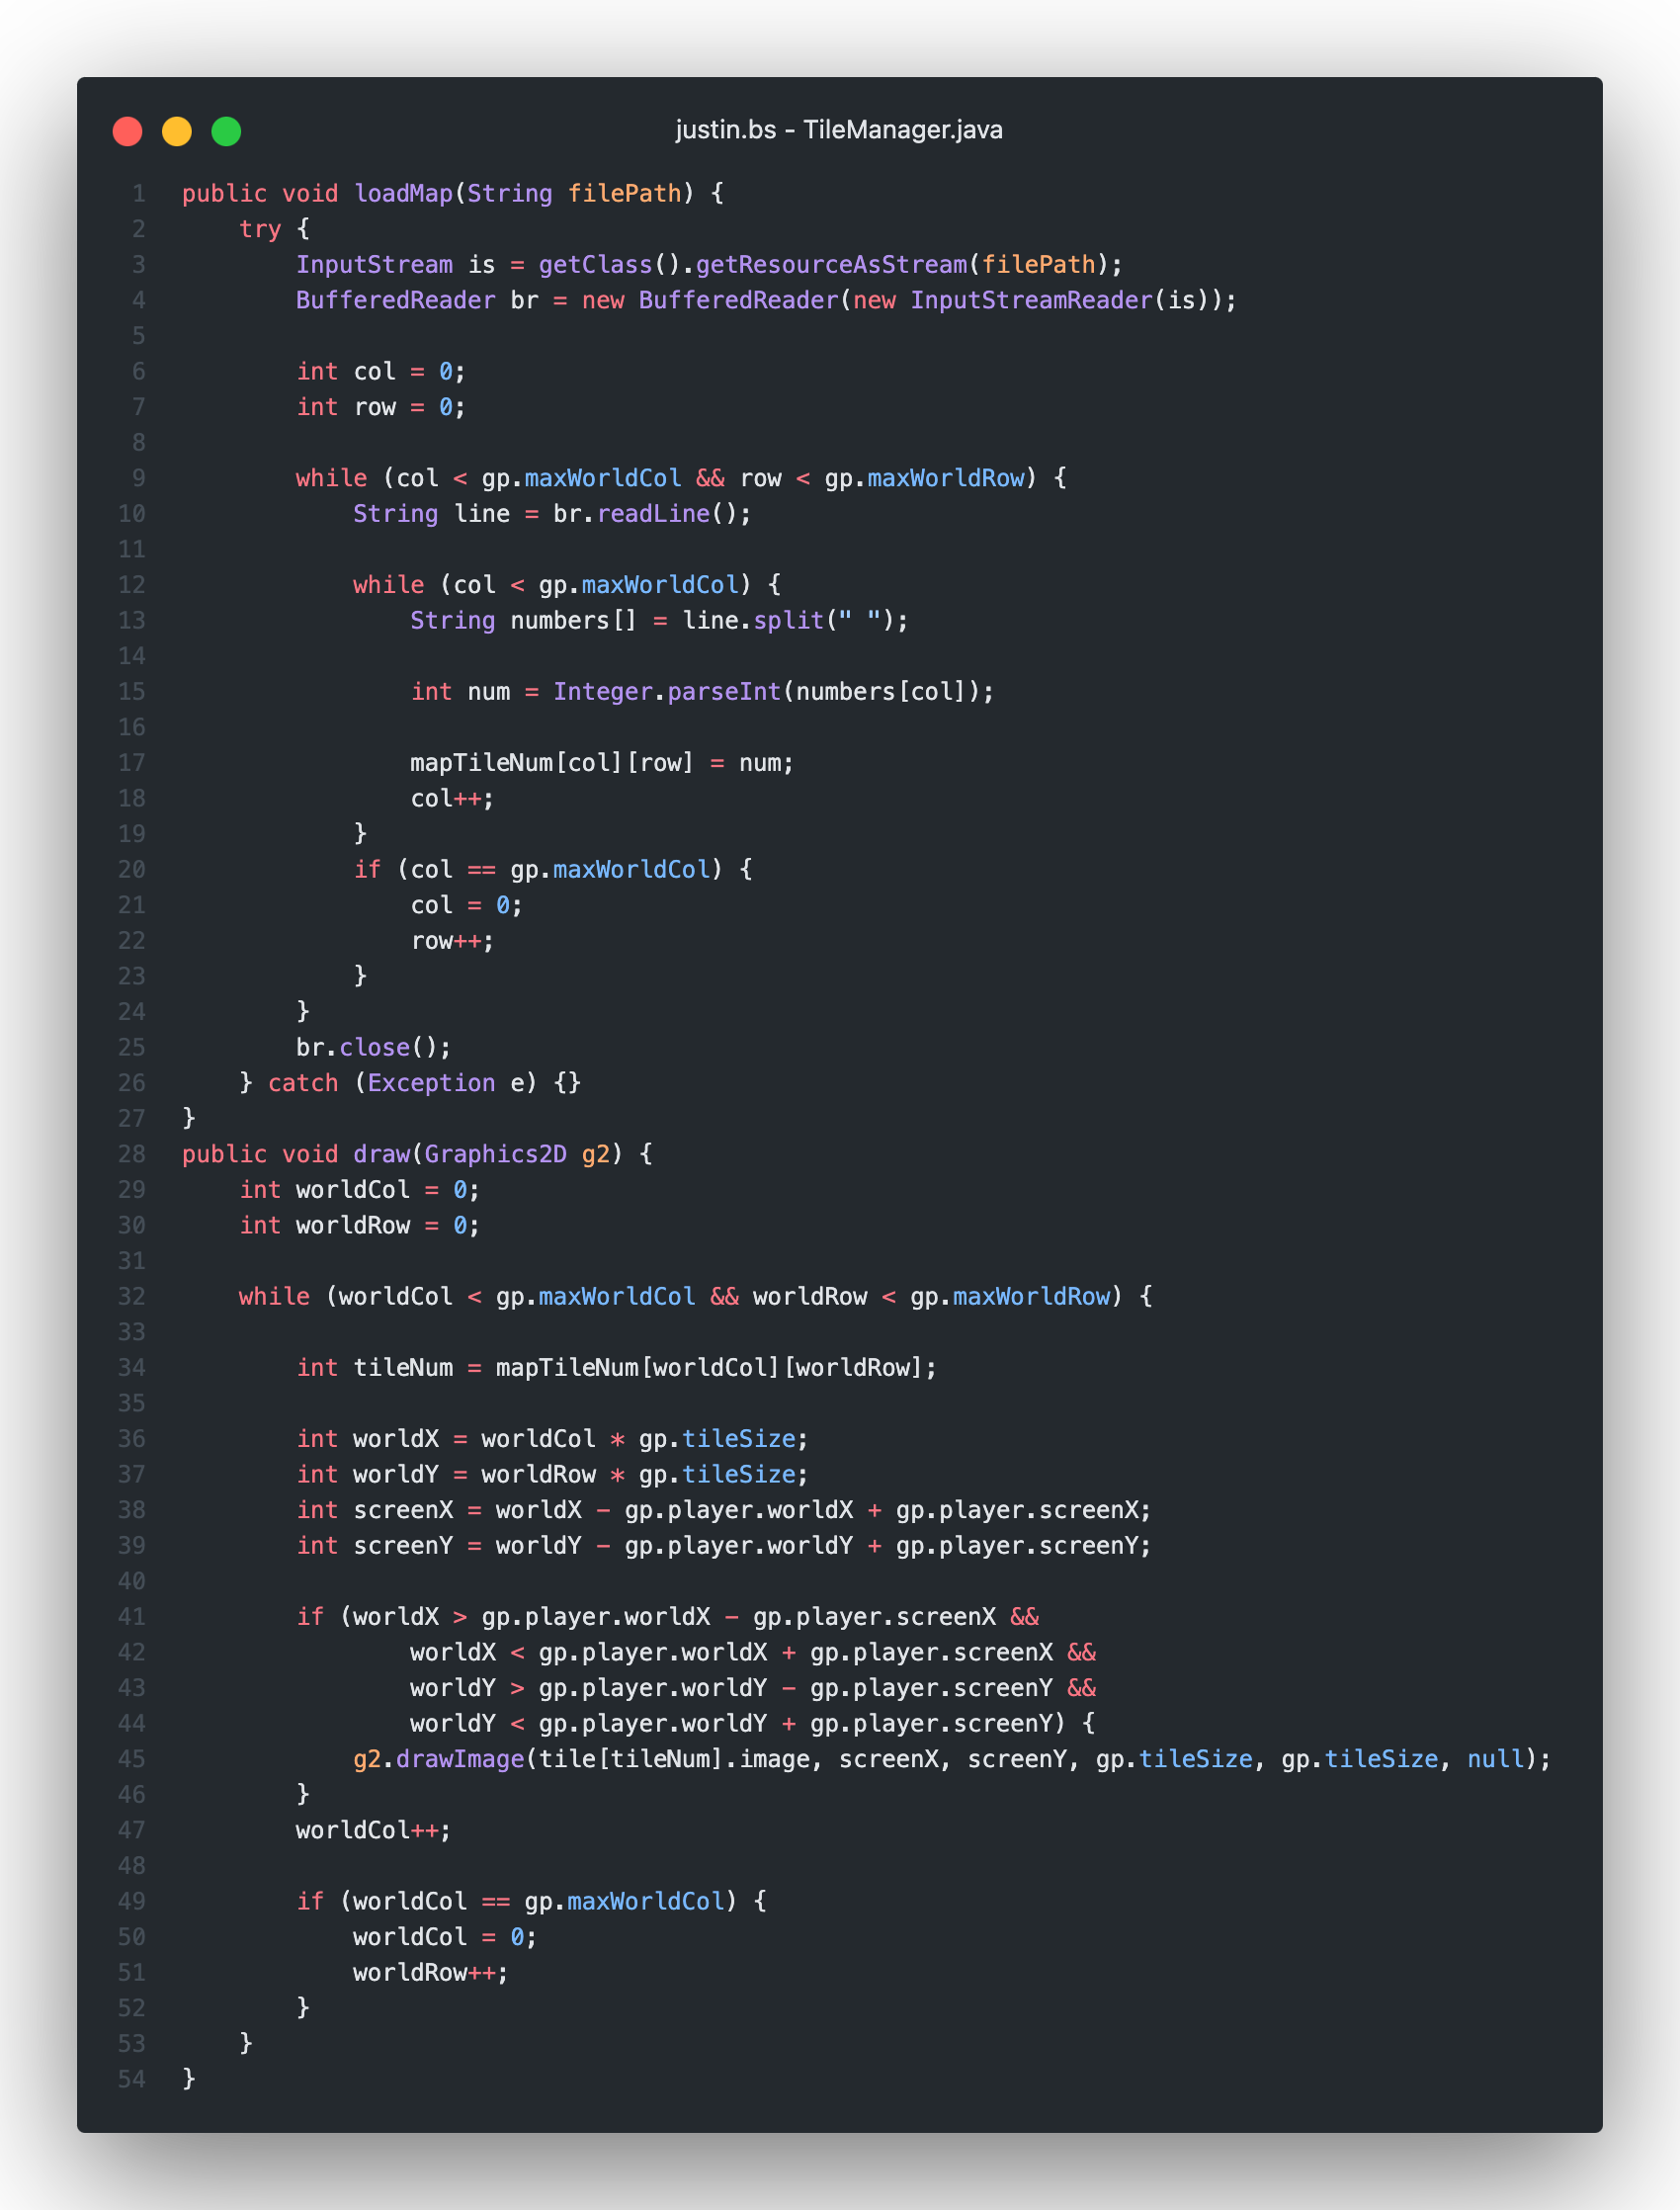 justin.bs - TileManager.java
1 public void loadMap(String filePath) {
2     try {
3         InputStream is = getClass().getResourceAsStream(filePath);
4         BufferedReader br = new BufferedReader(new InputStreamReader(is));
5
6         int col = 0;
7         int row = 0;
8
9         while (col < gp.maxWorldCol && row < gp.maxWorldRow) {
10             String line = br.readLine();
11
12             while (col < gp.maxWorldCol) {
13                 String numbers[] = line.split(" ");
14
15                 int num = Integer.parseInt(numbers[col]);
16
17                 mapTileNum[col][row] = num;
18                 col++;
19             }
20             if (col == gp.maxWorldCol) {
21                 col = 0;
22                 row++;
23             }
24         }
25         br.close();
26     } catch (Exception e) {}
27 }
28 public void draw(Graphics2D g2) {
29     int worldCol = 0;
30     int worldRow = 0;
31
32     while (worldCol < gp.maxWorldCol && worldRow < gp.maxWorldRow) {
33
34         int tileNum = mapTileNum[worldCol][worldRow];
35
36         int worldX = worldCol * gp.tileSize;
37         int worldY = worldRow * gp.tileSize;
38         int screenX = worldX - gp.player.worldX + gp.player.screenX;
39         int screenY = worldY - gp.player.worldY + gp.player.screenY;
40
41         if (worldX > gp.player.worldX - gp.player.screenX &&
42                 worldX < gp.player.worldX + gp.player.screenX &&
43                 worldY > gp.player.worldY - gp.player.screenY &&
44                 worldY < gp.player.worldY + gp.player.screenY) {
45             g2.drawImage(tile[tileNum].image, screenX, screenY, gp.tileSize, gp.tileSize, null);
46         }
47         worldCol++;
48
49         if (worldCol == gp.maxWorldCol) {
50             worldCol = 0;
51             worldRow++;
52         }
53     }
54 }